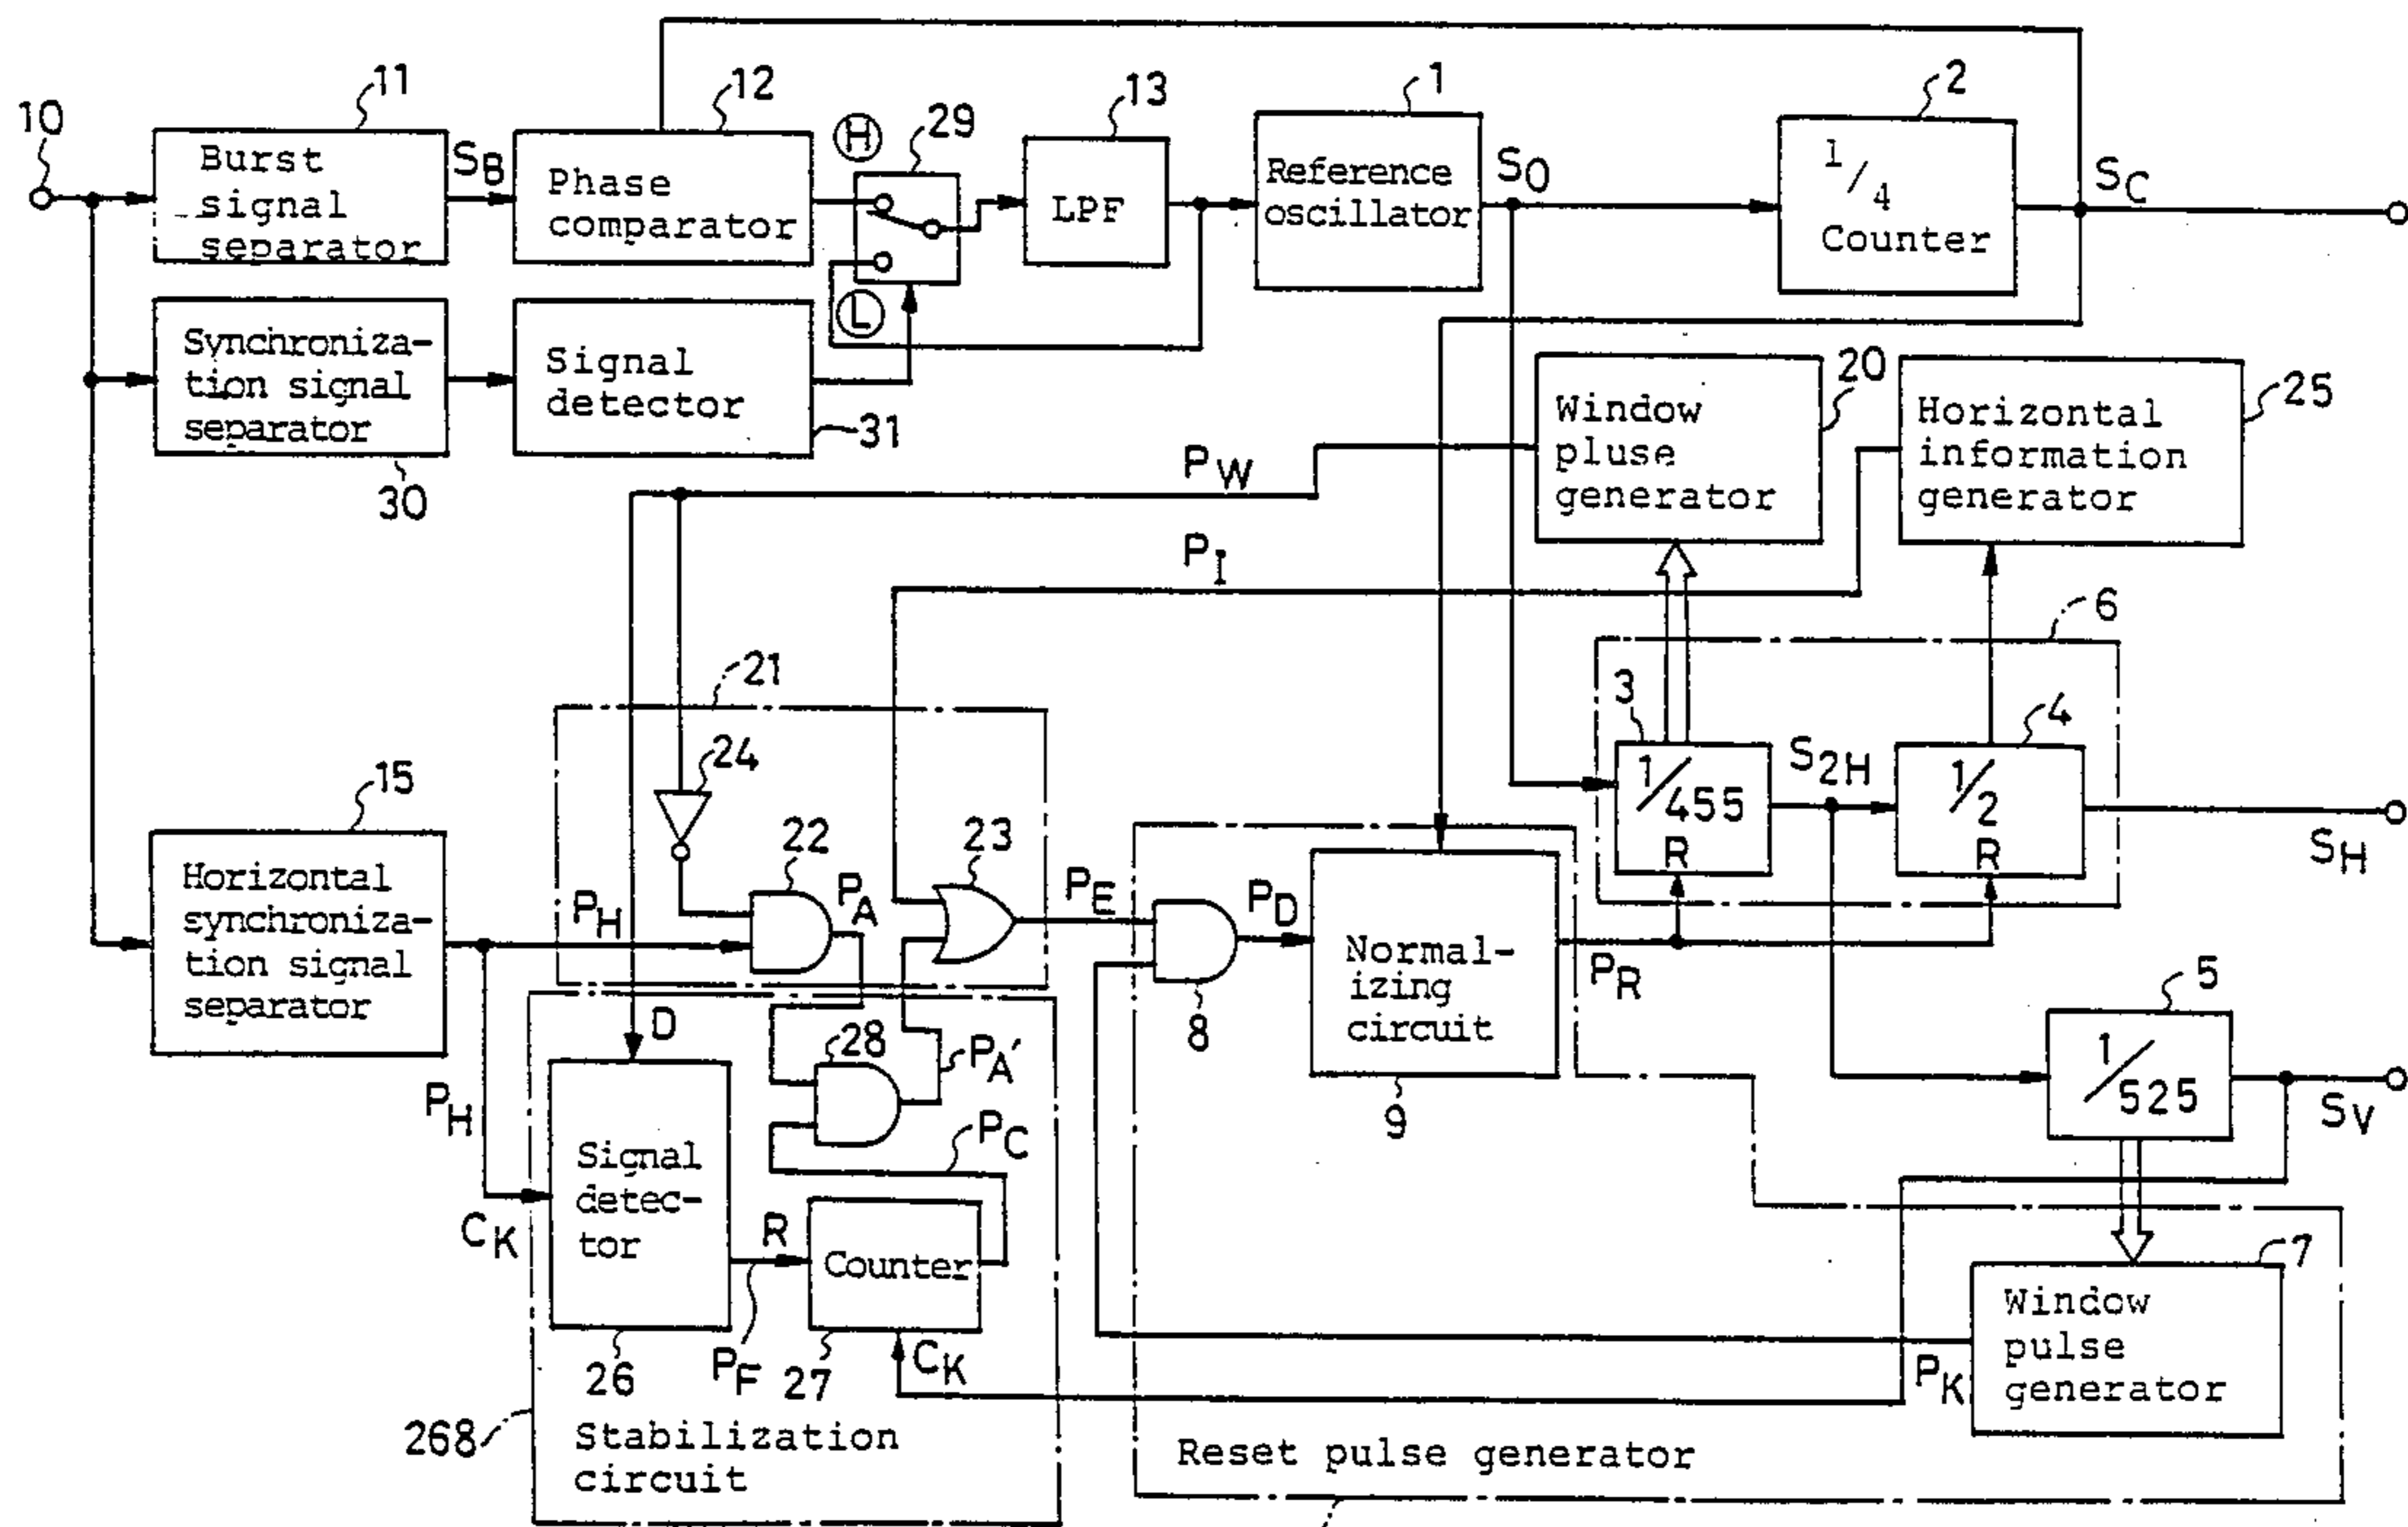 10
11
Burst
signal
separator
SB
12
Phase
comparator
H
29
L
13
LPF
1
Reference
oscillator
SO
2
1/4
Counter
SC
Synchroniza-
tion signal
separator
30
Signal
detector
31
20
Window
pluse
generator
25
Horizontal
information
generator
PW
PI
6
3
1/455
R
S2H
4
1/2
R
SH
21
24
22
PA
23
PE
15
Horizontal
synchroniza-
tion signal
separator
PH
PH
CK
D
Signal
detec-
tor
26
28
PA'
PC
R
PF
Counter
27
CK
268
Stabilization
circuit
8
PD
Normal-
izing
circuit
9
PR
5
1/525
SV
7
Window
pulse
generator
PK
Reset pulse generator